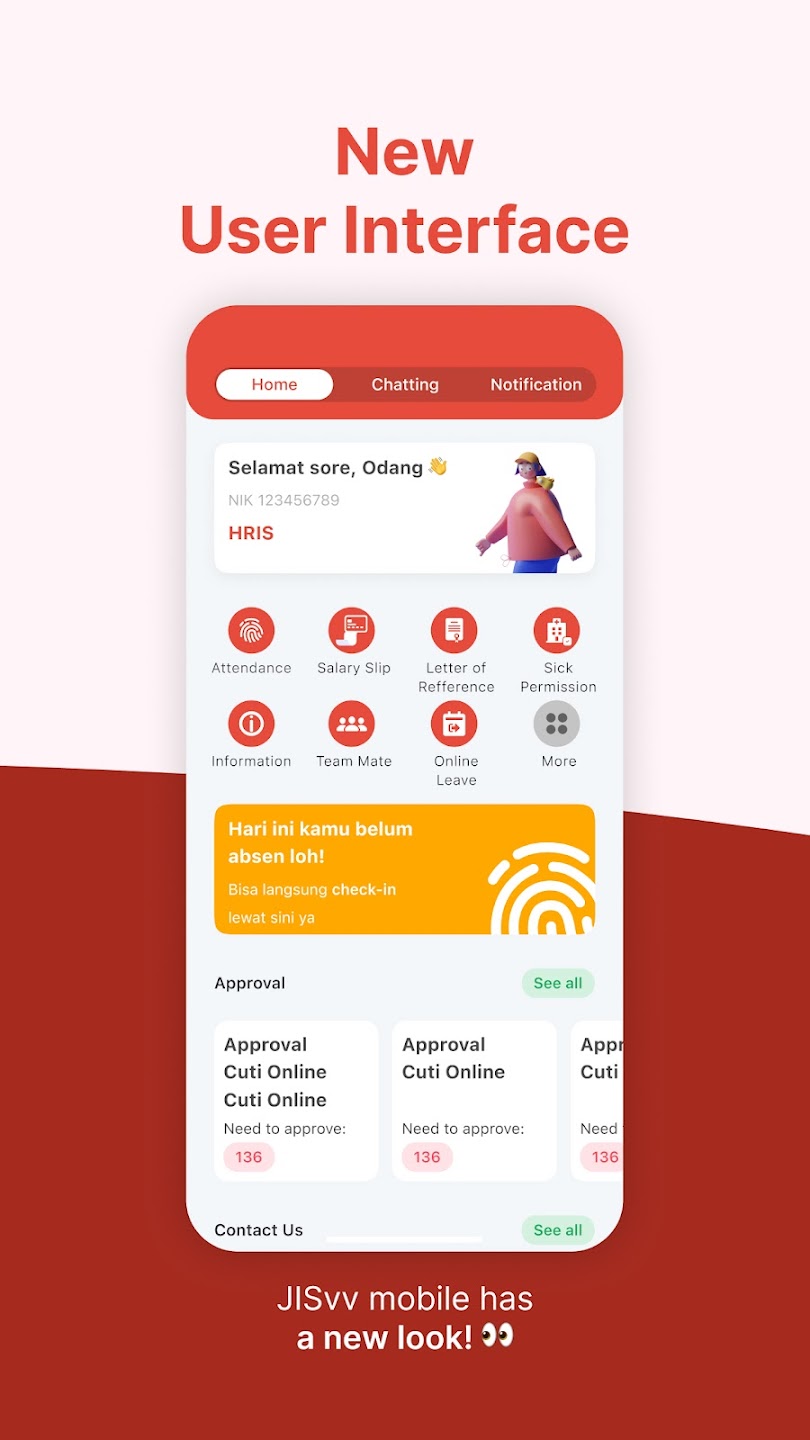 New
User Interface
Home Chatting Notification
Selamat sore, Odang 👋
NIK 123456789
HRIS
Attendance Salary Slip Letter of Refference Sick Permission
Information Team Mate Online Leave More
Hari ini kamu belum
absen loh!
Bisa langsung check-in
lewat sini ya
Approval See all
Approval
Cuti Online
Cuti Online
Need to approve:
136
Approval
Cuti Online
Need to approve:
136
Appr
Cuti
Need
136
Contact Us See all
JISvv mobile has
a new look! 👀